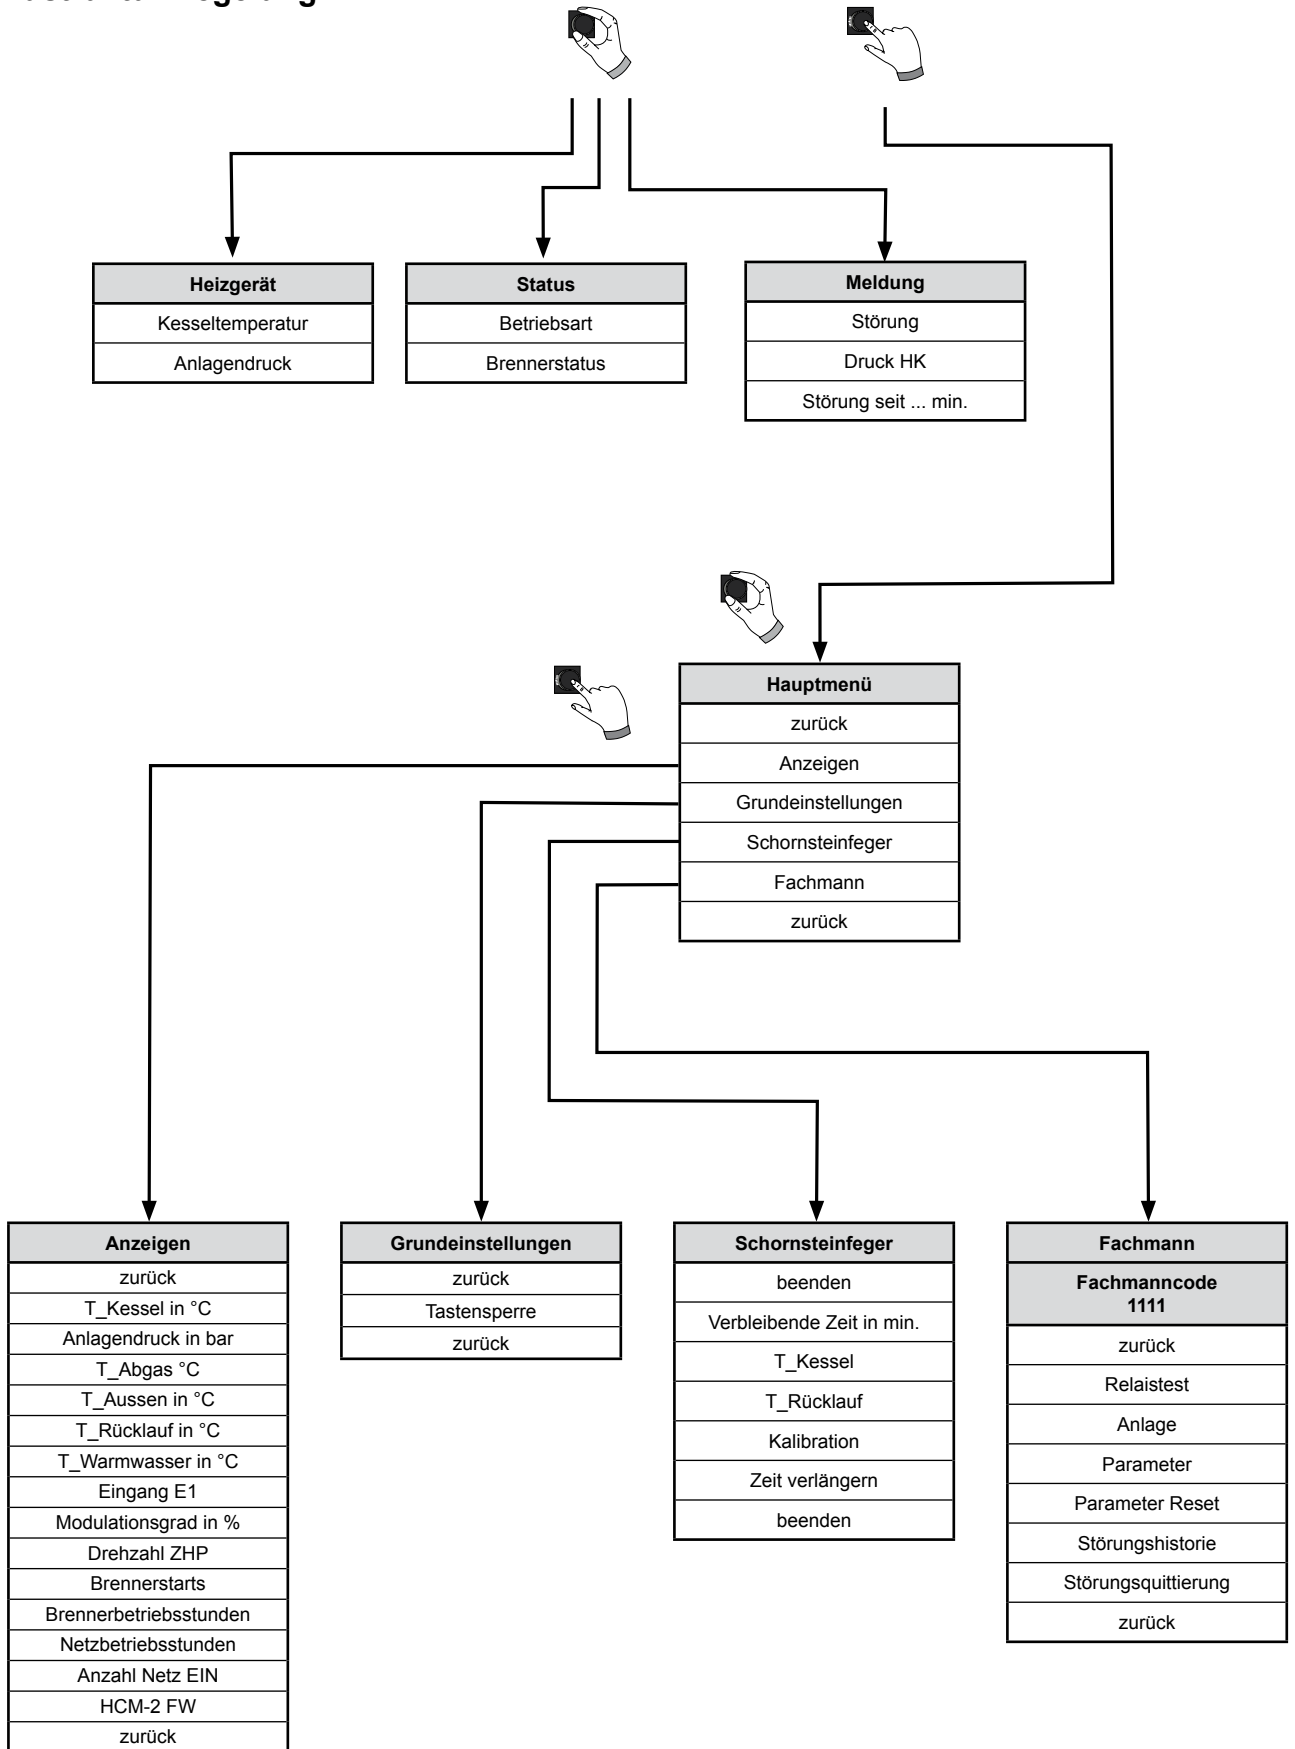 Heizgerät
Kesseltemperatur
Anlagendruck
Status
Betriebsart
Brennerstatus
Meldung
Störung
Druck HK
Störung seit ... min.
Hauptmenü
zurück
Anzeigen
Grundeinstellungen
Schornsteinfeger
Fachmann
zurück
Anzeigen
zurück
T_Kessel in °C
Anlagendruck in bar
T_Abgas °C
T_Aussen in °C
T_Rücklauf in °C
T_Warmwasser in °C
Eingang E1
Modulationsgrad in %
Drehzahl ZHP
Brennerstarts
Brennerbetriebsstunden
Netzbetriebsstunden
Anzahl Netz EIN
HCM-2 FW
zurück
Grundeinstellungen
zurück
Tastensperre
zurück
Schornsteinfeger
beenden
Verbleibende Zeit in min.
T_Kessel
T_Rücklauf
Kalibration
Zeit verlängern
beenden
Fachmann
Fachmanncode
1111
zurück
Relaistest
Anlage
Parameter
Parameter Reset
Störungshistorie
Störungsquittierung
zurück